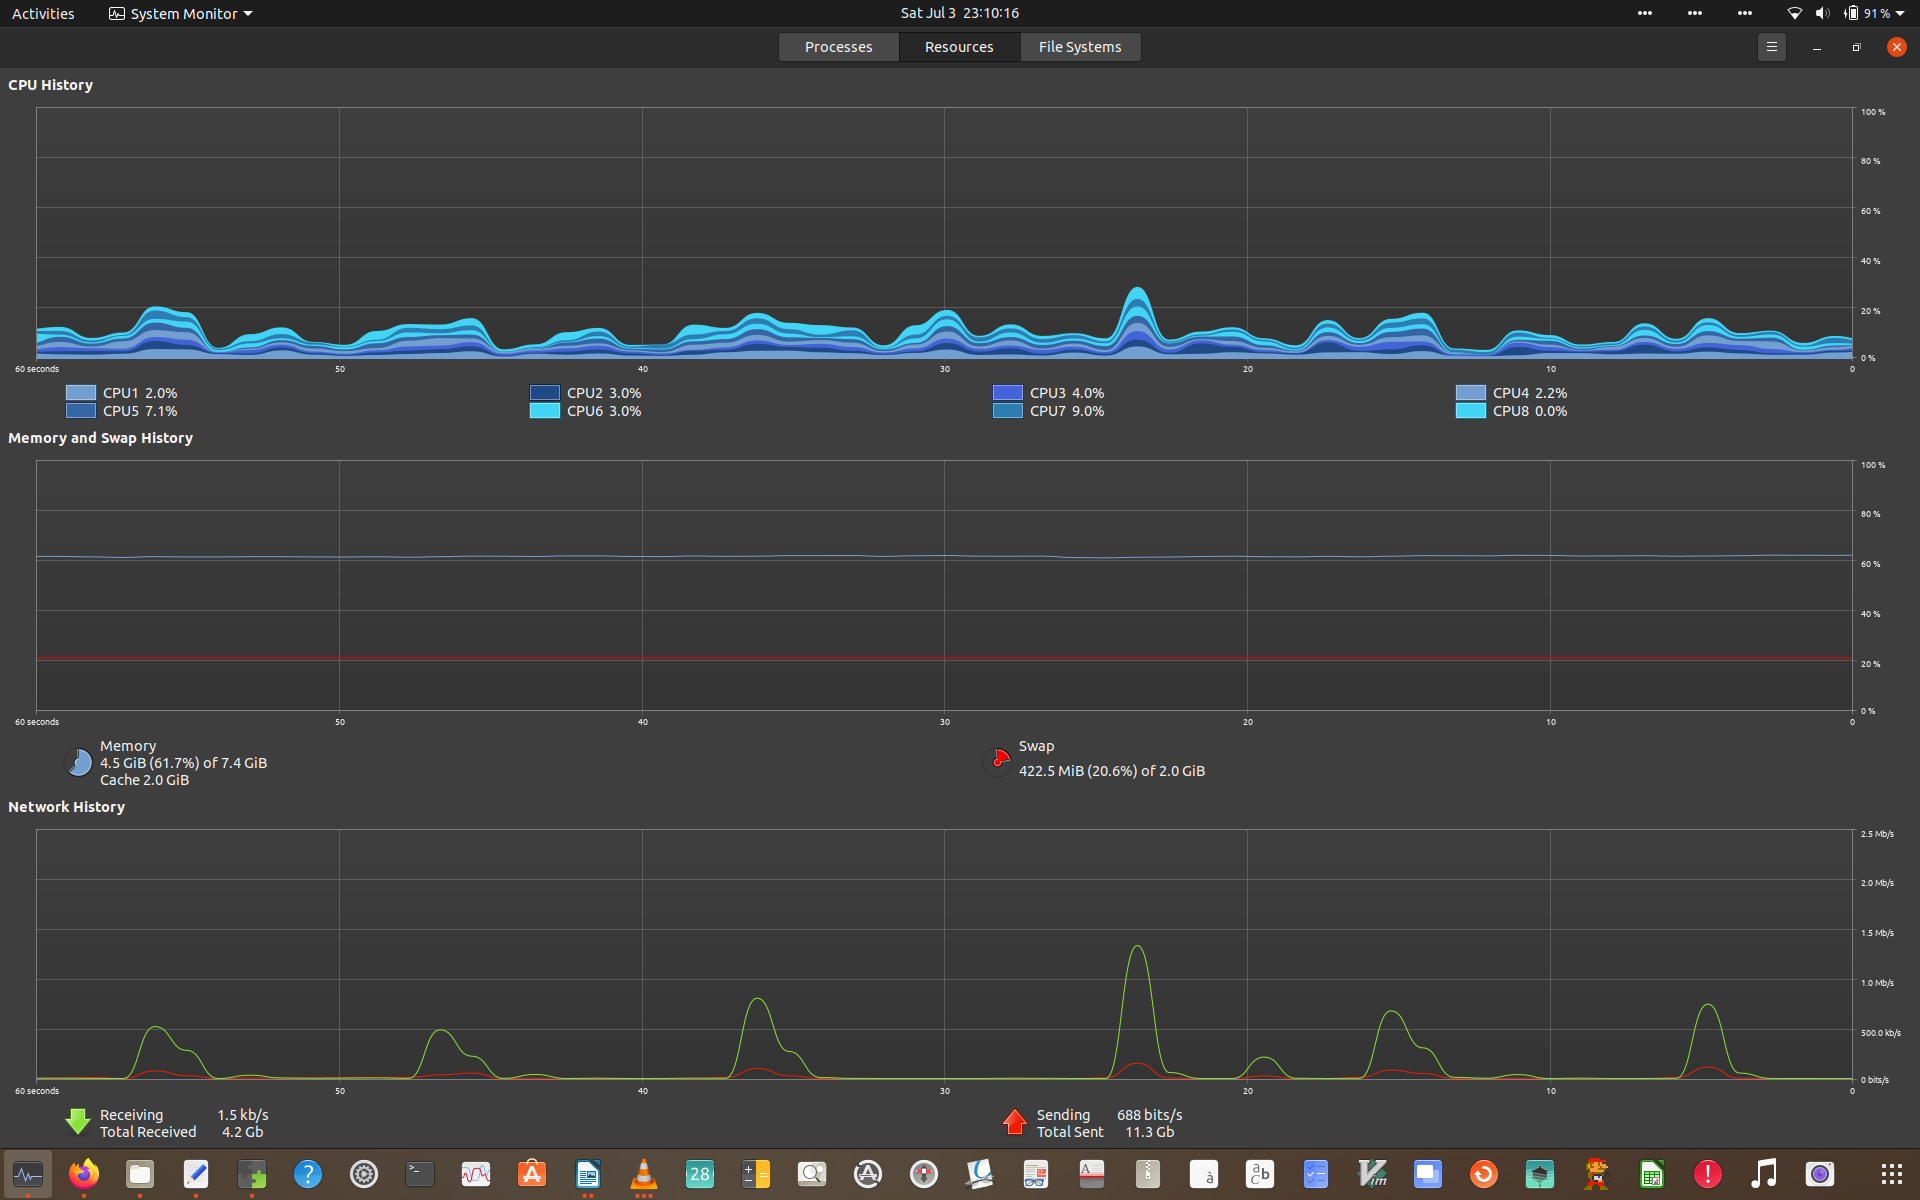 Activities System Monitor Sat Jul 3 23:10:16 91 %
Processes Resources File Systems
CPU History
100 %
80 %
60 %
40 %
20 %
0 %
60 seconds 50 40 30 20 10 0
CPU1 2.0% CPU2 3.0% CPU3 4.0% CPU4 2.2%
CPU5 7.1% CPU6 3.0% CPU7 9.0% CPU8 0.0%
Memory and Swap History
100 %
80 %
60 %
40 %
20 %
0 %
60 seconds 50 40 30 20 10 0
Memory
4.5 GiB (61.7%) of 7.4 GiB
Cache 2.0 GiB
Swap
422.5 MiB (20.6%) of 2.0 GiB
Network History
2.5 Mb/s
2.0 Mb/s
1.5 Mb/s
1.0 Mb/s
500.0 kb/s
0 bits/s
60 seconds 50 40 30 20 10 0
Receiving 1.5 kb/s
Total Received 4.2 Gb
Sending 688 bits/s
Total Sent 11.3 Gb
? >_ A 28 A A à a b c Vim !